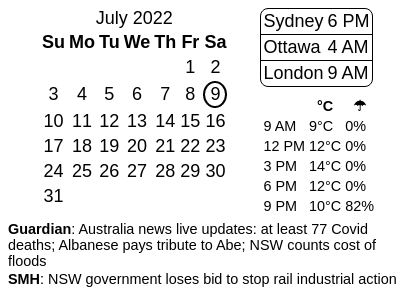 July 2022
Su Mo Tu We Th Fr Sa
1 2
3 4 5 6 7 8 9
10 11 12 13 14 15 16
17 18 19 20 21 22 23
24 25 26 27 28 29 30
31
Sydney 6 PM
Ottawa 4 AM
London 9 AM
°C ☂
9 AM 9°C 0%
12 PM 12°C 0%
3 PM 14°C 0%
6 PM 12°C 0%
9 PM 10°C 82%
Guardian: Australia news live updates: at least 77 Covid
deaths; Albanese pays tribute to Abe; NSW counts cost of
floods
SMH: NSW government loses bid to stop rail industrial action